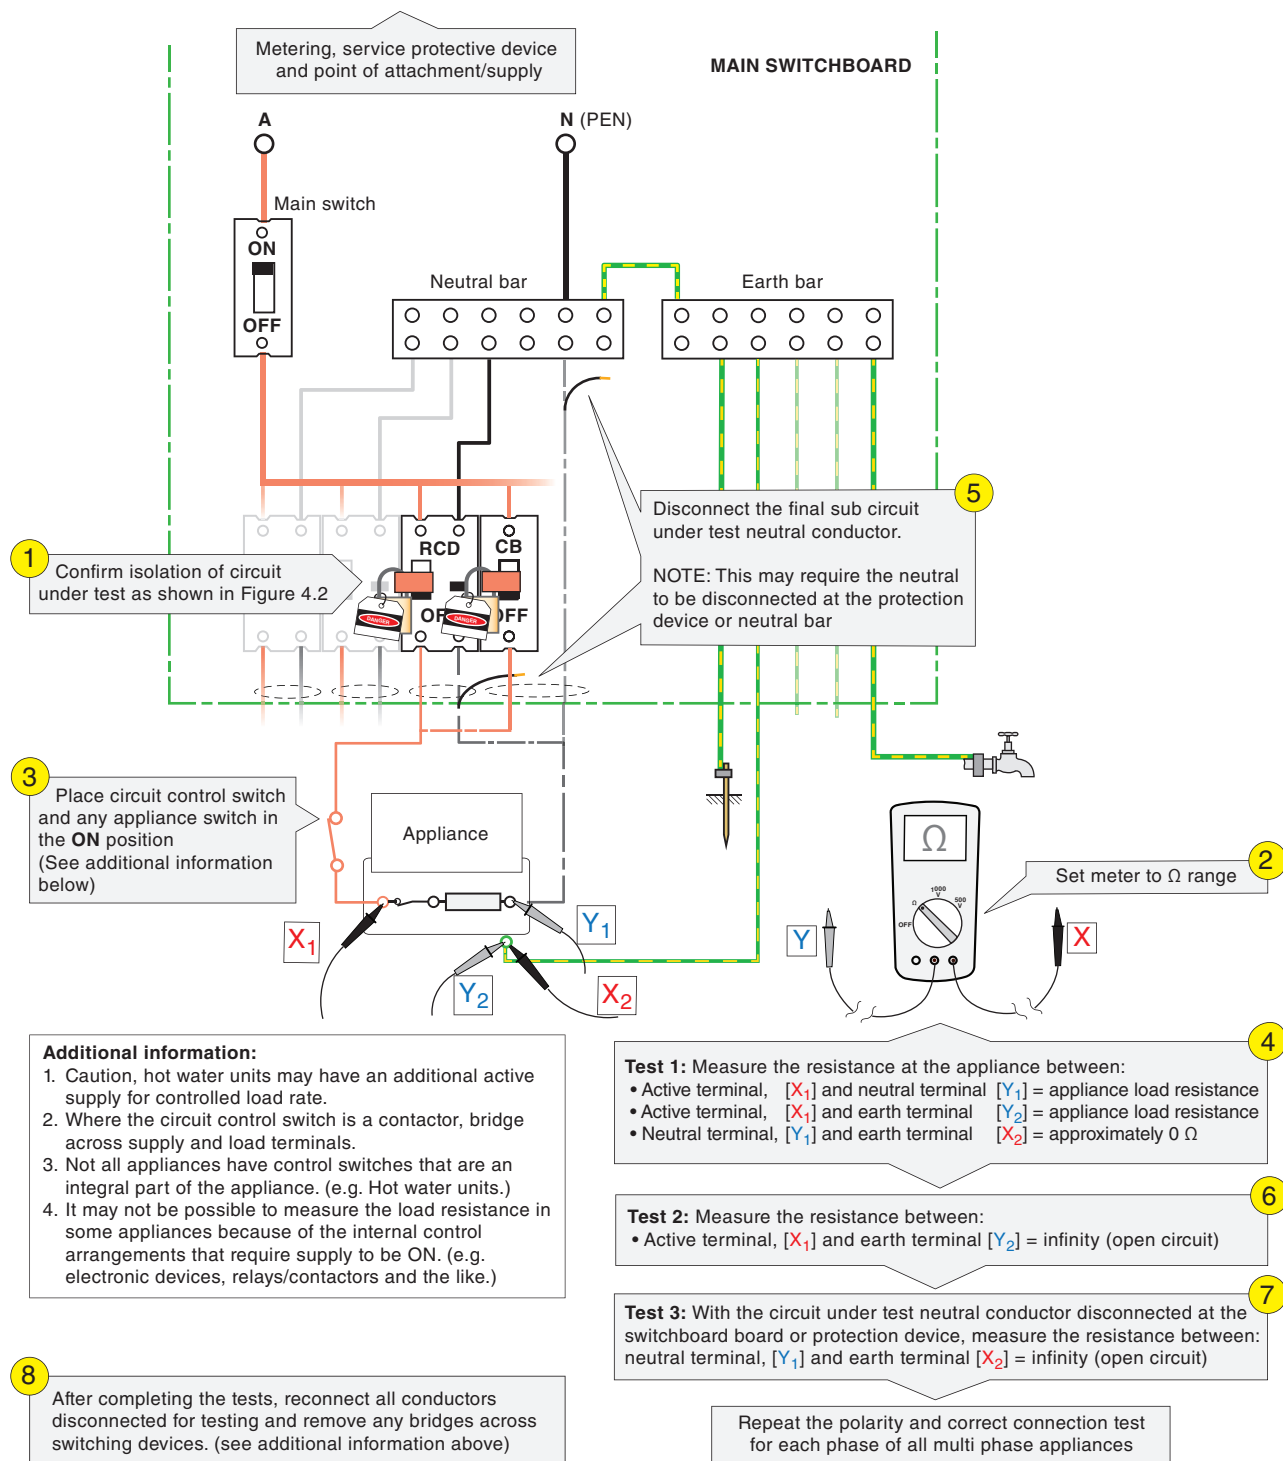 Metering, service protective device
and point of attachment/supply
MAIN SWITCHBOARD
A
N (PEN)
Main switch
ON
OFF
Neutral bar
Earth bar
5
Disconnect the final sub circuit
under test neutral conductor.
NOTE: This may require the neutral
to be disconnected at the protection
device or neutral bar
RCD
CB
1
Confirm isolation of circuit
under test as shown in Figure 4.2
DANGER
DANGER
OF
OFF
3
Place circuit control switch
and any appliance switch in
the ON position
(See additional information
below)
Appliance
Ω
1000
V
500
V
Ω
OFF
2
Set meter to Ω range
X1
Y1
Y2
X2
Y
X
Additional information:
1. Caution, hot water units may have an additional active
supply for controlled load rate.
2. Where the circuit control switch is a contactor, bridge
across supply and load terminals.
3. Not all appliances have control switches that are an
integral part of the appliance. (e.g. Hot water units.)
4. It may not be possible to measure the load resistance in
some appliances because of the internal control
arrangements that require supply to be ON. (e.g.
electronic devices, relays/contactors and the like.)
4
Test 1: Measure the resistance at the appliance between:
• Active terminal, [X1] and neutral terminal [Y1] = appliance load resistance
• Active terminal, [X1] and earth terminal [Y2] = appliance load resistance
• Neutral terminal, [Y1] and earth terminal [X2] = approximately 0 Ω
6
Test 2: Measure the resistance between:
• Active terminal, [X1] and earth terminal [Y2] = infinity (open circuit)
7
Test 3: With the circuit under test neutral conductor disconnected at the
switchboard board or protection device, measure the resistance between:
neutral terminal, [Y1] and earth terminal [X2] = infinity (open circuit)
8
After completing the tests, reconnect all conductors
disconnected for testing and remove any bridges across
switching devices. (see additional information above)
Repeat the polarity and correct connection test
for each phase of all multi phase appliances